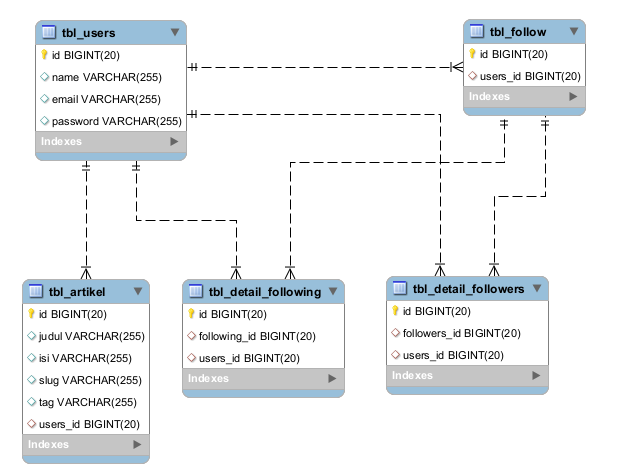 tbl_users
id BIGINT(20)
name VARCHAR(255)
email VARCHAR(255)
password VARCHAR(255)
Indexes
tbl_follow
id BIGINT(20)
users_id BIGINT(20)
Indexes
tbl_artikel
id BIGINT(20)
judul VARCHAR(255)
isi VARCHAR(255)
slug VARCHAR(255)
tag VARCHAR(255)
users_id BIGINT(20)
Indexes
tbl_detail_following
id BIGINT(20)
following_id BIGINT(20)
users_id BIGINT(20)
Indexes
tbl_detail_followers
id BIGINT(20)
followers_id BIGINT(20)
users_id BIGINT(20)
Indexes